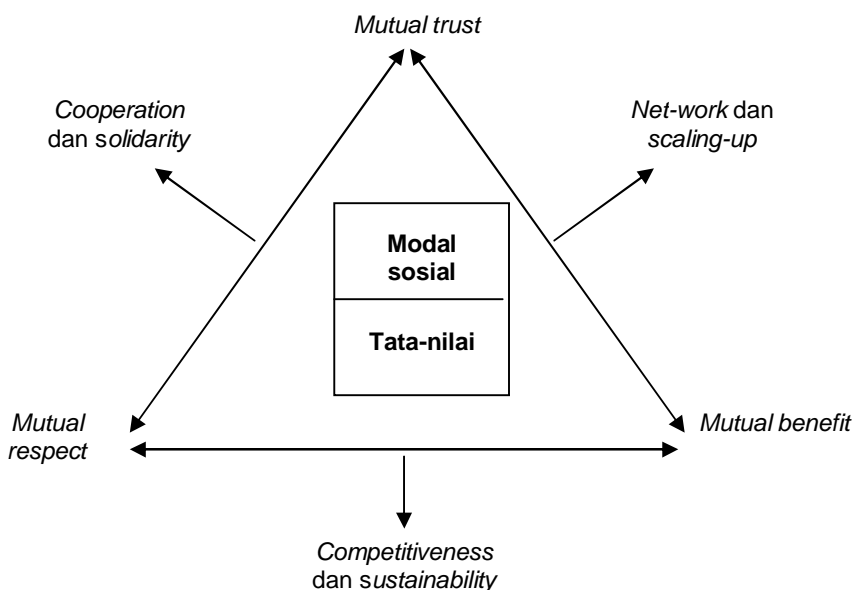 Mutual trust
Cooperation
dan solidarity
Net-work dan
scaling-up
Modal
sosial
Tata-nilai
Mutual
respect
Mutual benefit
Competitiveness
dan sustainability